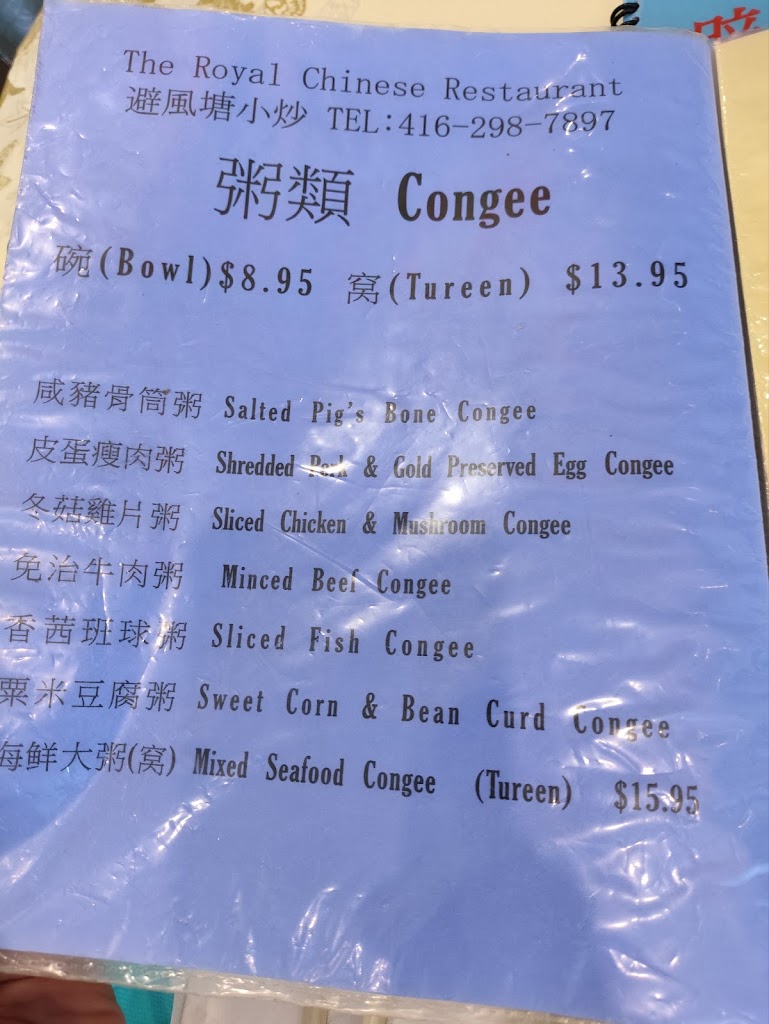 The Royal Chinese Restaurant
避風塘小炒 TEL:416-298-7897
粥類 Congee
碗(Bowl)$8.95 窩(Tureen) $13.95
咸豬骨筒粥 Salted Pig's Bone Congee
皮蛋瘦肉粥 Shredded Pork & Gold Preserved Egg Congee
冬菇雞片粥 Sliced Chicken & Mushroom Congee
免治牛肉粥 Minced Beef Congee
香茜班球粥 Sliced Fish Congee
粟米豆腐粥 Sweet Corn & Bean Curd Congee
海鮮大粥(窩) Mixed Seafood Congee (Tureen) $15.95